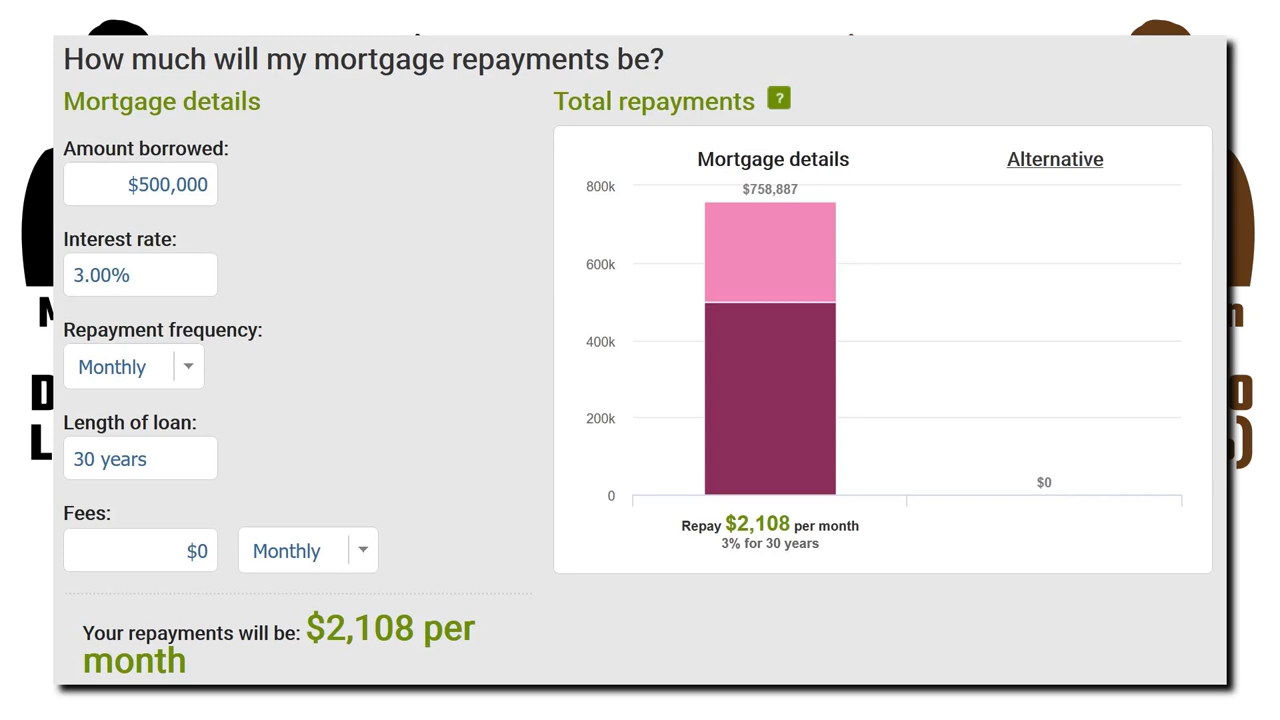 How much will my mortgage repayments be?
Mortgage details
Amount borrowed:
$500,000
Interest rate:
3.00%
Repayment frequency:
Monthly
Length of loan:
30 years
Fees:
$0 Monthly
Your repayments will be: $2,108 per
month
Total repayments ?
Mortgage details Alternative
$758,887
800k
600k
400k
200k
0
$0
Repay $2,108 per month
3% for 30 years